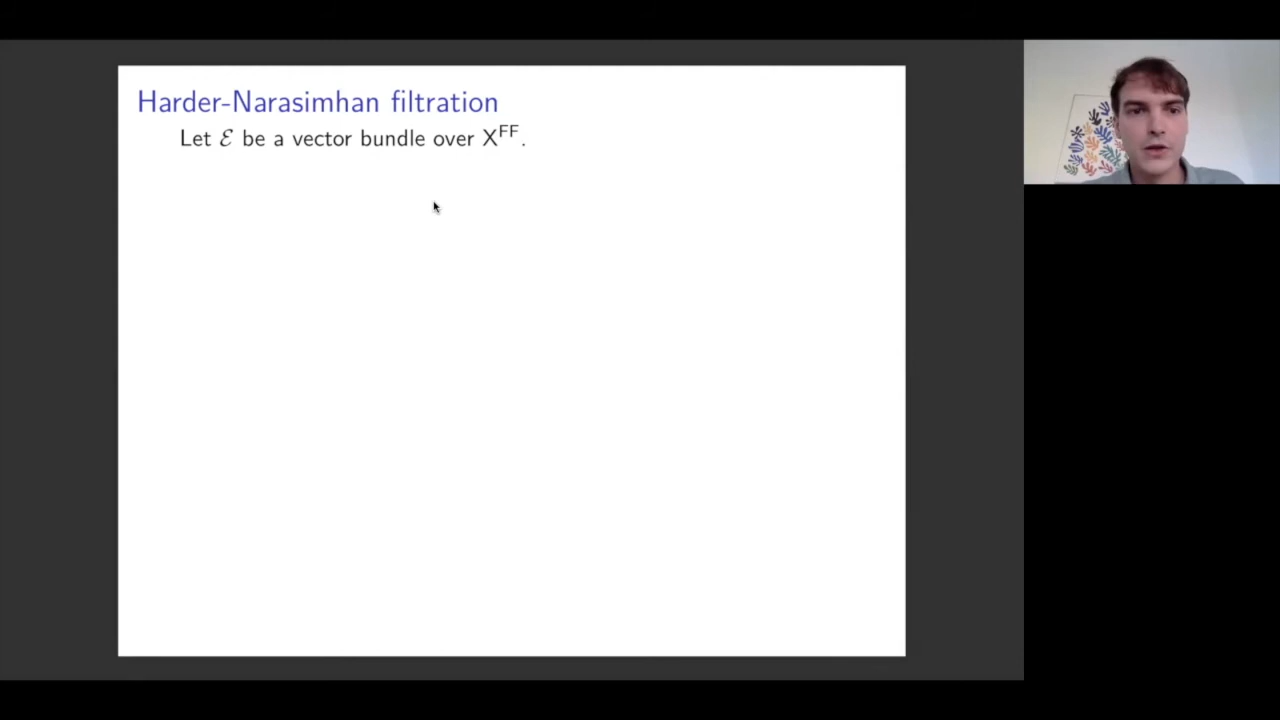 Harder-Narasimhan filtration
Let ℰ be a vector bundle over X^FF.